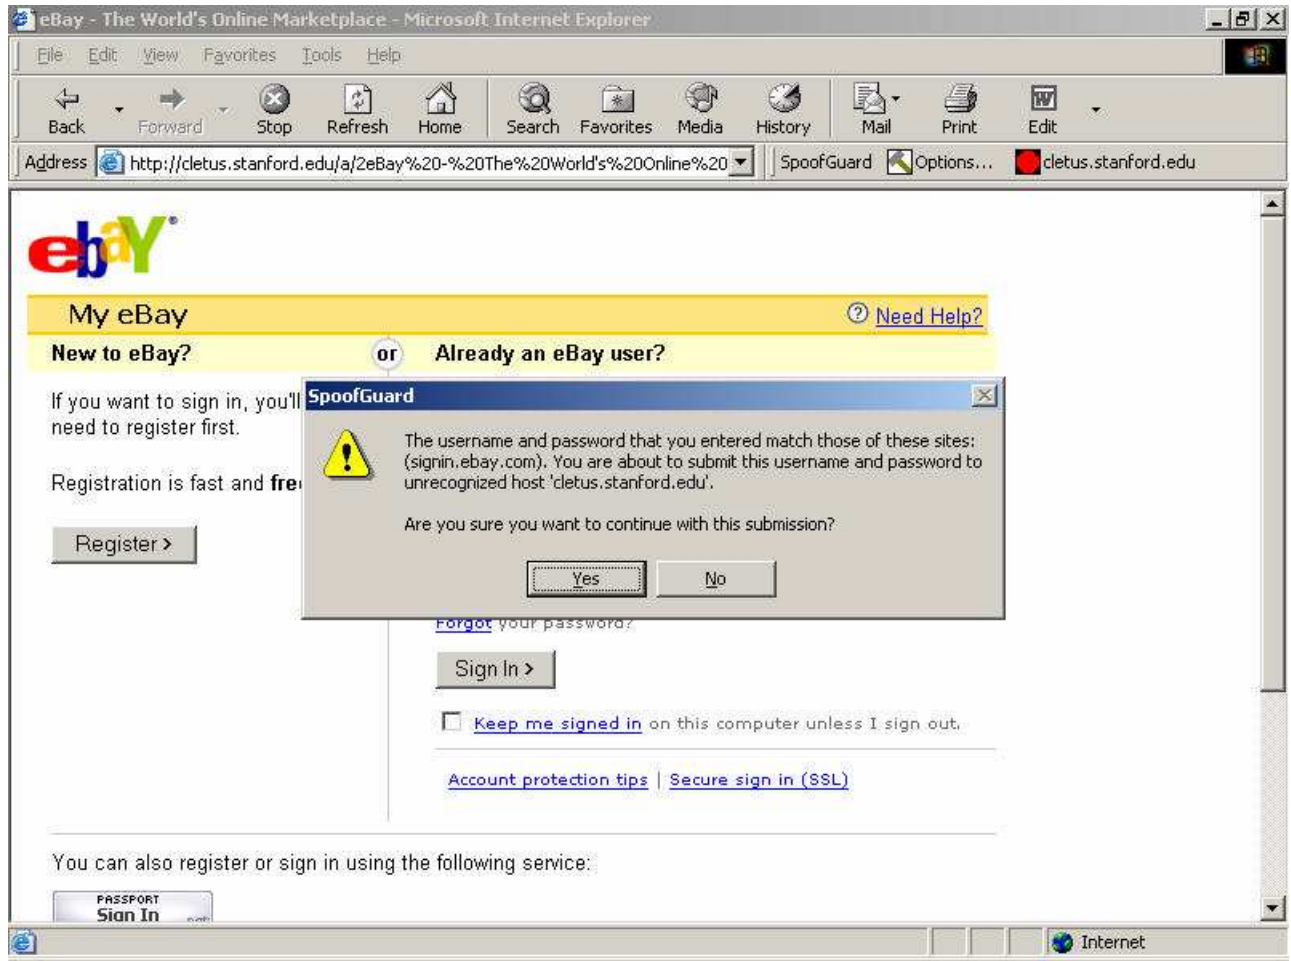 eBay - The World's Online Marketplace - Microsoft Internet Explorer
File Edit View Favorites Tools Help
Back Forward Stop Refresh Home Search Favorites Media History Mail Print Edit
Address http://cletus.stanford.edu/a/2eBay%20-%20The%20World's%20Online%20 SpoofGuard Options... cletus.stanford.edu
ebaY®
My eBay ? Need Help?
New to eBay? or Already an eBay user?
If you want to sign in, you'll
need to register first.
Registration is fast and free
Register >
SpoofGuard
The username and password that you entered match those of these sites:
(signin.ebay.com). You are about to submit this username and password to
unrecognized host 'cletus.stanford.edu'.
Are you sure you want to continue with this submission?
Yes No
Forgot your password?
Sign In >
Keep me signed in on this computer unless I sign out.
Account protection tips | Secure sign in (SSL)
You can also register or sign in using the following service:
PASSPORT
Sign In .net
Internet